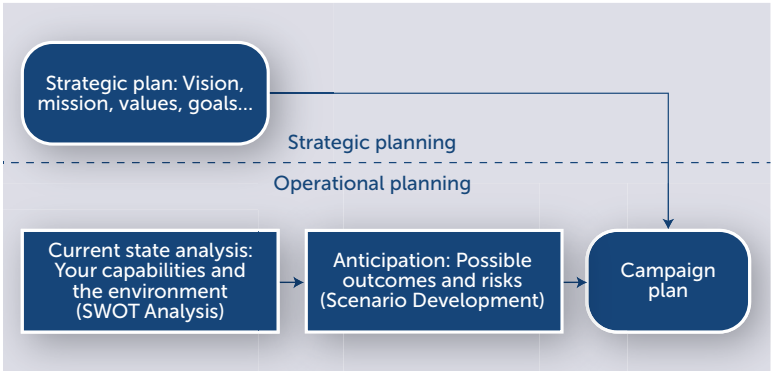 Strategic plan: Vision,
mission, values, goals...
Strategic planning
Operational planning
Current state analysis:
Your capabilities and
the environment
(SWOT Analysis)
Anticipation: Possible
outcomes and risks
(Scenario Development)
Campaign
plan